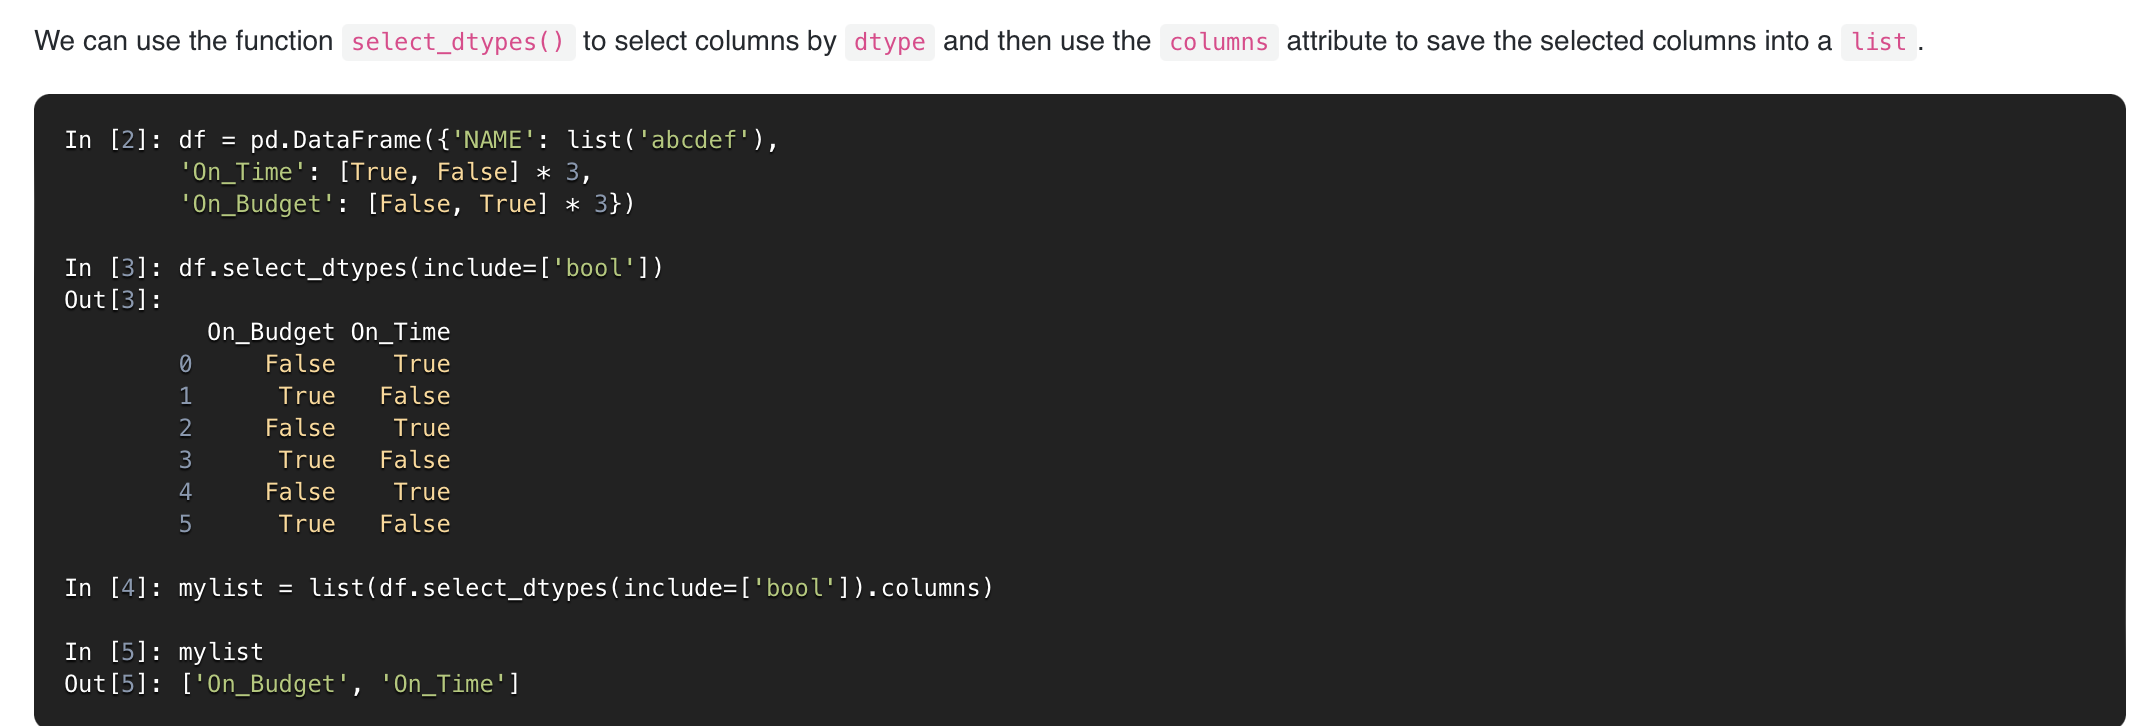 We can use the function select_dtypes() to select columns by dtype and then use the columns attribute to save the selected columns into a list.
In [2]: df = pd.DataFrame({'NAME': list('abcdef'),
        'On_Time': [True, False] * 3,
        'On_Budget': [False, True] * 3})
In [3]: df.select_dtypes(include=['bool'])
Out[3]:
          On_Budget On_Time
        0     False    True
        1      True   False
        2     False    True
        3      True   False
        4     False    True
        5      True   False
In [4]: mylist = list(df.select_dtypes(include=['bool']).columns)
In [5]: mylist
Out[5]: ['On_Budget', 'On_Time']